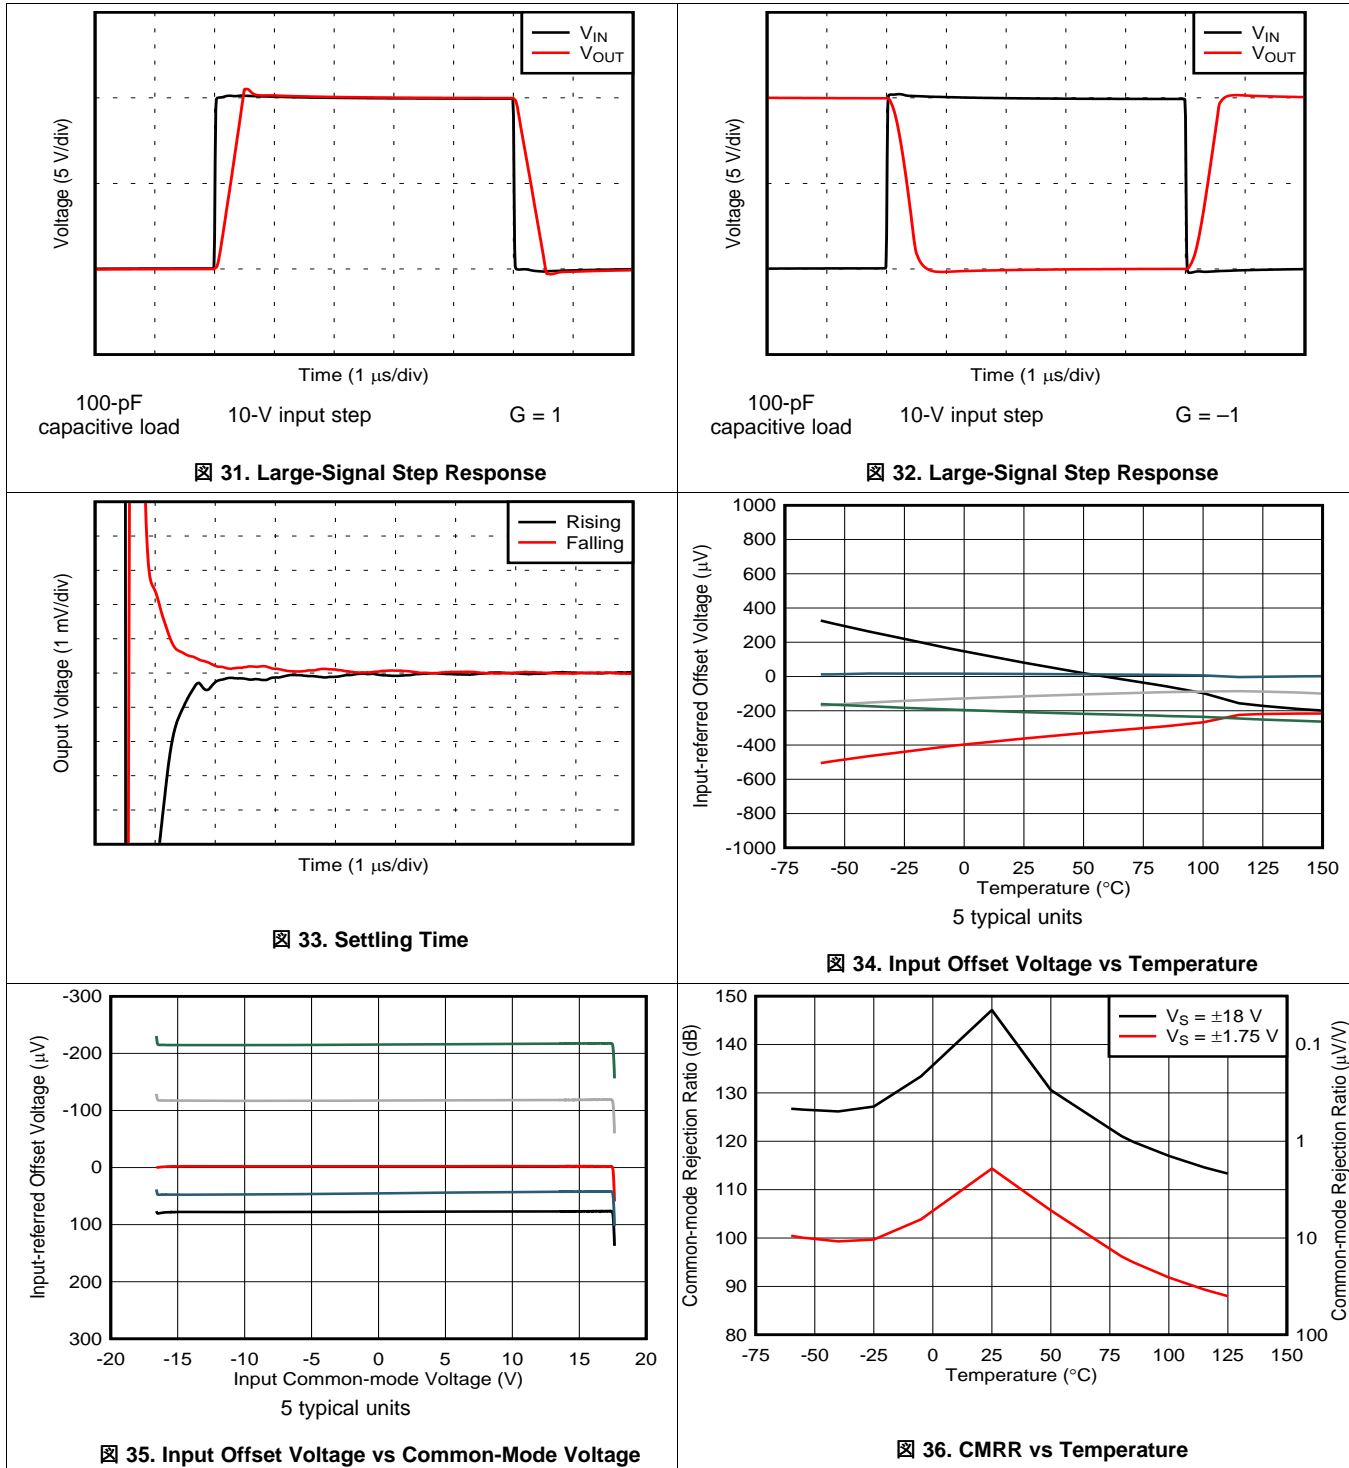 V_IN
V_OUT
Voltage (5 V/div)
Time (1 μs/div)
100-pF
capacitive load
10-V input step
G = 1
図 31. Large-Signal Step Response
V_IN
V_OUT
Voltage (5 V/div)
Time (1 μs/div)
100-pF
capacitive load
10-V input step
G = –1
図 32. Large-Signal Step Response
Rising
Falling
Ouput Voltage (1 mV/div)
Time (1 μs/div)
図 33. Settling Time
Input-referred Offset Voltage (μV)
1000
800
600
400
200
0
-200
-400
-600
-800
-1000
-75 -50 -25 0 25 50 75 100 125 150
Temperature (°C)
5 typical units
図 34. Input Offset Voltage vs Temperature
Input-referred Offset Voltage (μV)
-300
-200
-100
0
100
200
300
-20 -15 -10 -5 0 5 10 15 20
Input Common-mode Voltage (V)
5 typical units
図 35. Input Offset Voltage vs Common-Mode Voltage
V_S = ±18 V
V_S = ±1.75 V
Common-mode Rejection Ratio (dB)
150
140
130
120
110
100
90
80
0.1
1
10
100
Common-mode Rejection Ratio (μV/V)
-75 -50 -25 0 25 50 75 100 125 150
Temperature (°C)
図 36. CMRR vs Temperature